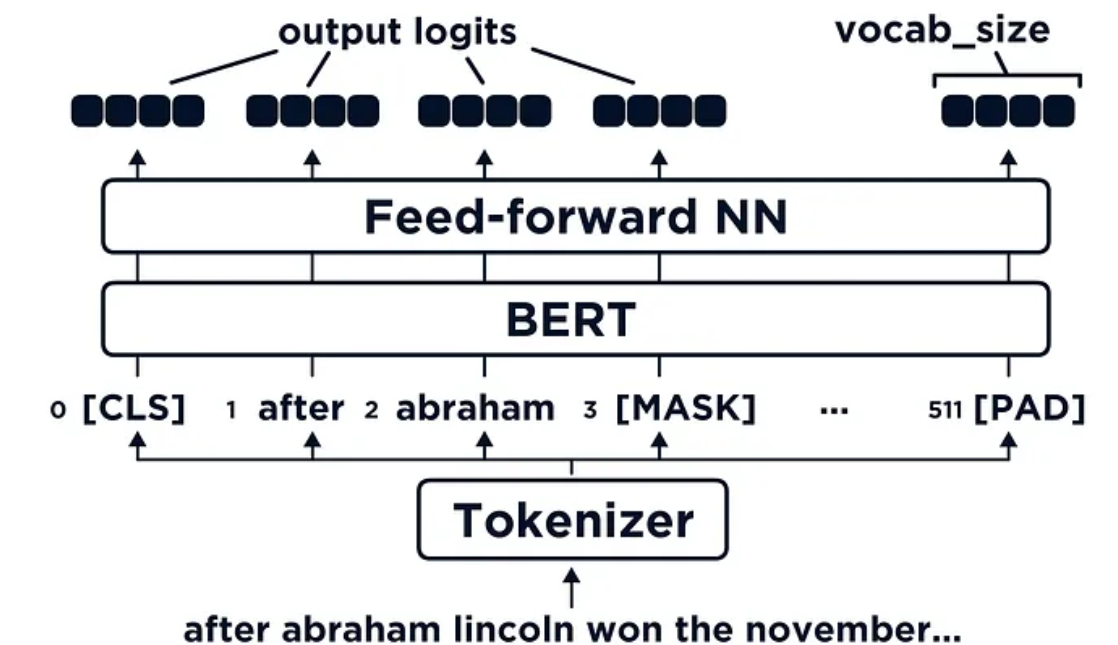 output logits
vocab_size
Feed-forward NN
BERT
0 [CLS] 1 after 2 abraham 3 [MASK] ... 511 [PAD]
Tokenizer
after abraham lincoln won the november...